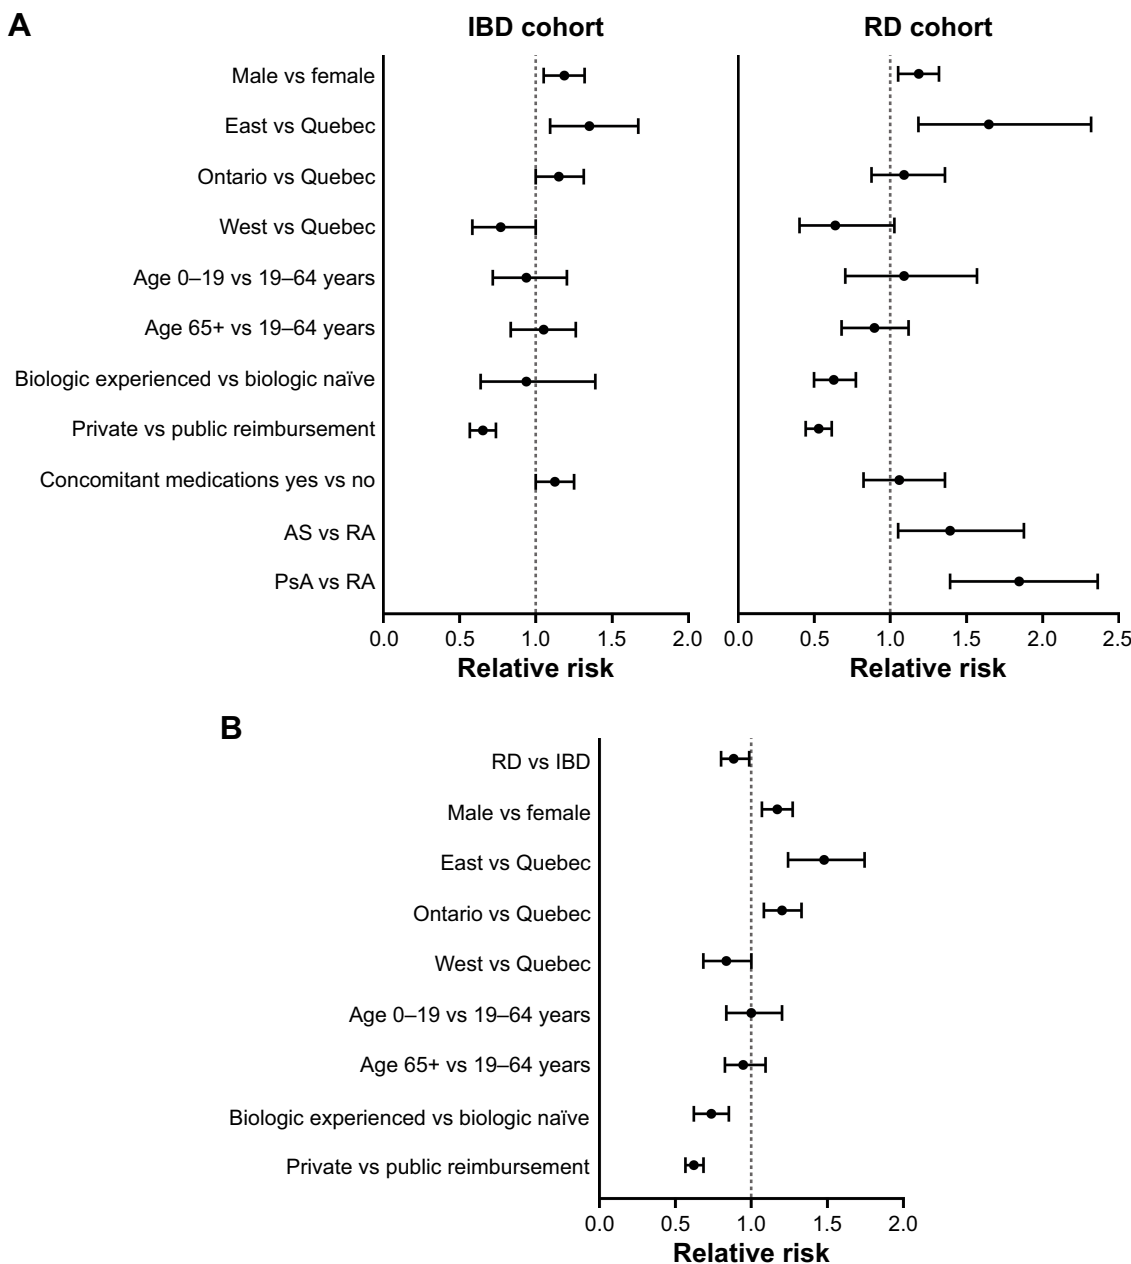 A
IBD cohort
RD cohort
Male vs female
East vs Quebec
Ontario vs Quebec
West vs Quebec
Age 0–19 vs 19–64 years
Age 65+ vs 19–64 years
Biologic experienced vs biologic naïve
Private vs public reimbursement
Concomitant medications yes vs no
AS vs RA
PsA vs RA
0.0 0.5 1.0 1.5 2.0
Relative risk
0.0 0.5 1.0 1.5 2.0 2.5
Relative risk
B
RD vs IBD
Male vs female
East vs Quebec
Ontario vs Quebec
West vs Quebec
Age 0–19 vs 19–64 years
Age 65+ vs 19–64 years
Biologic experienced vs biologic naïve
Private vs public reimbursement
0.0 0.5 1.0 1.5 2.0
Relative risk